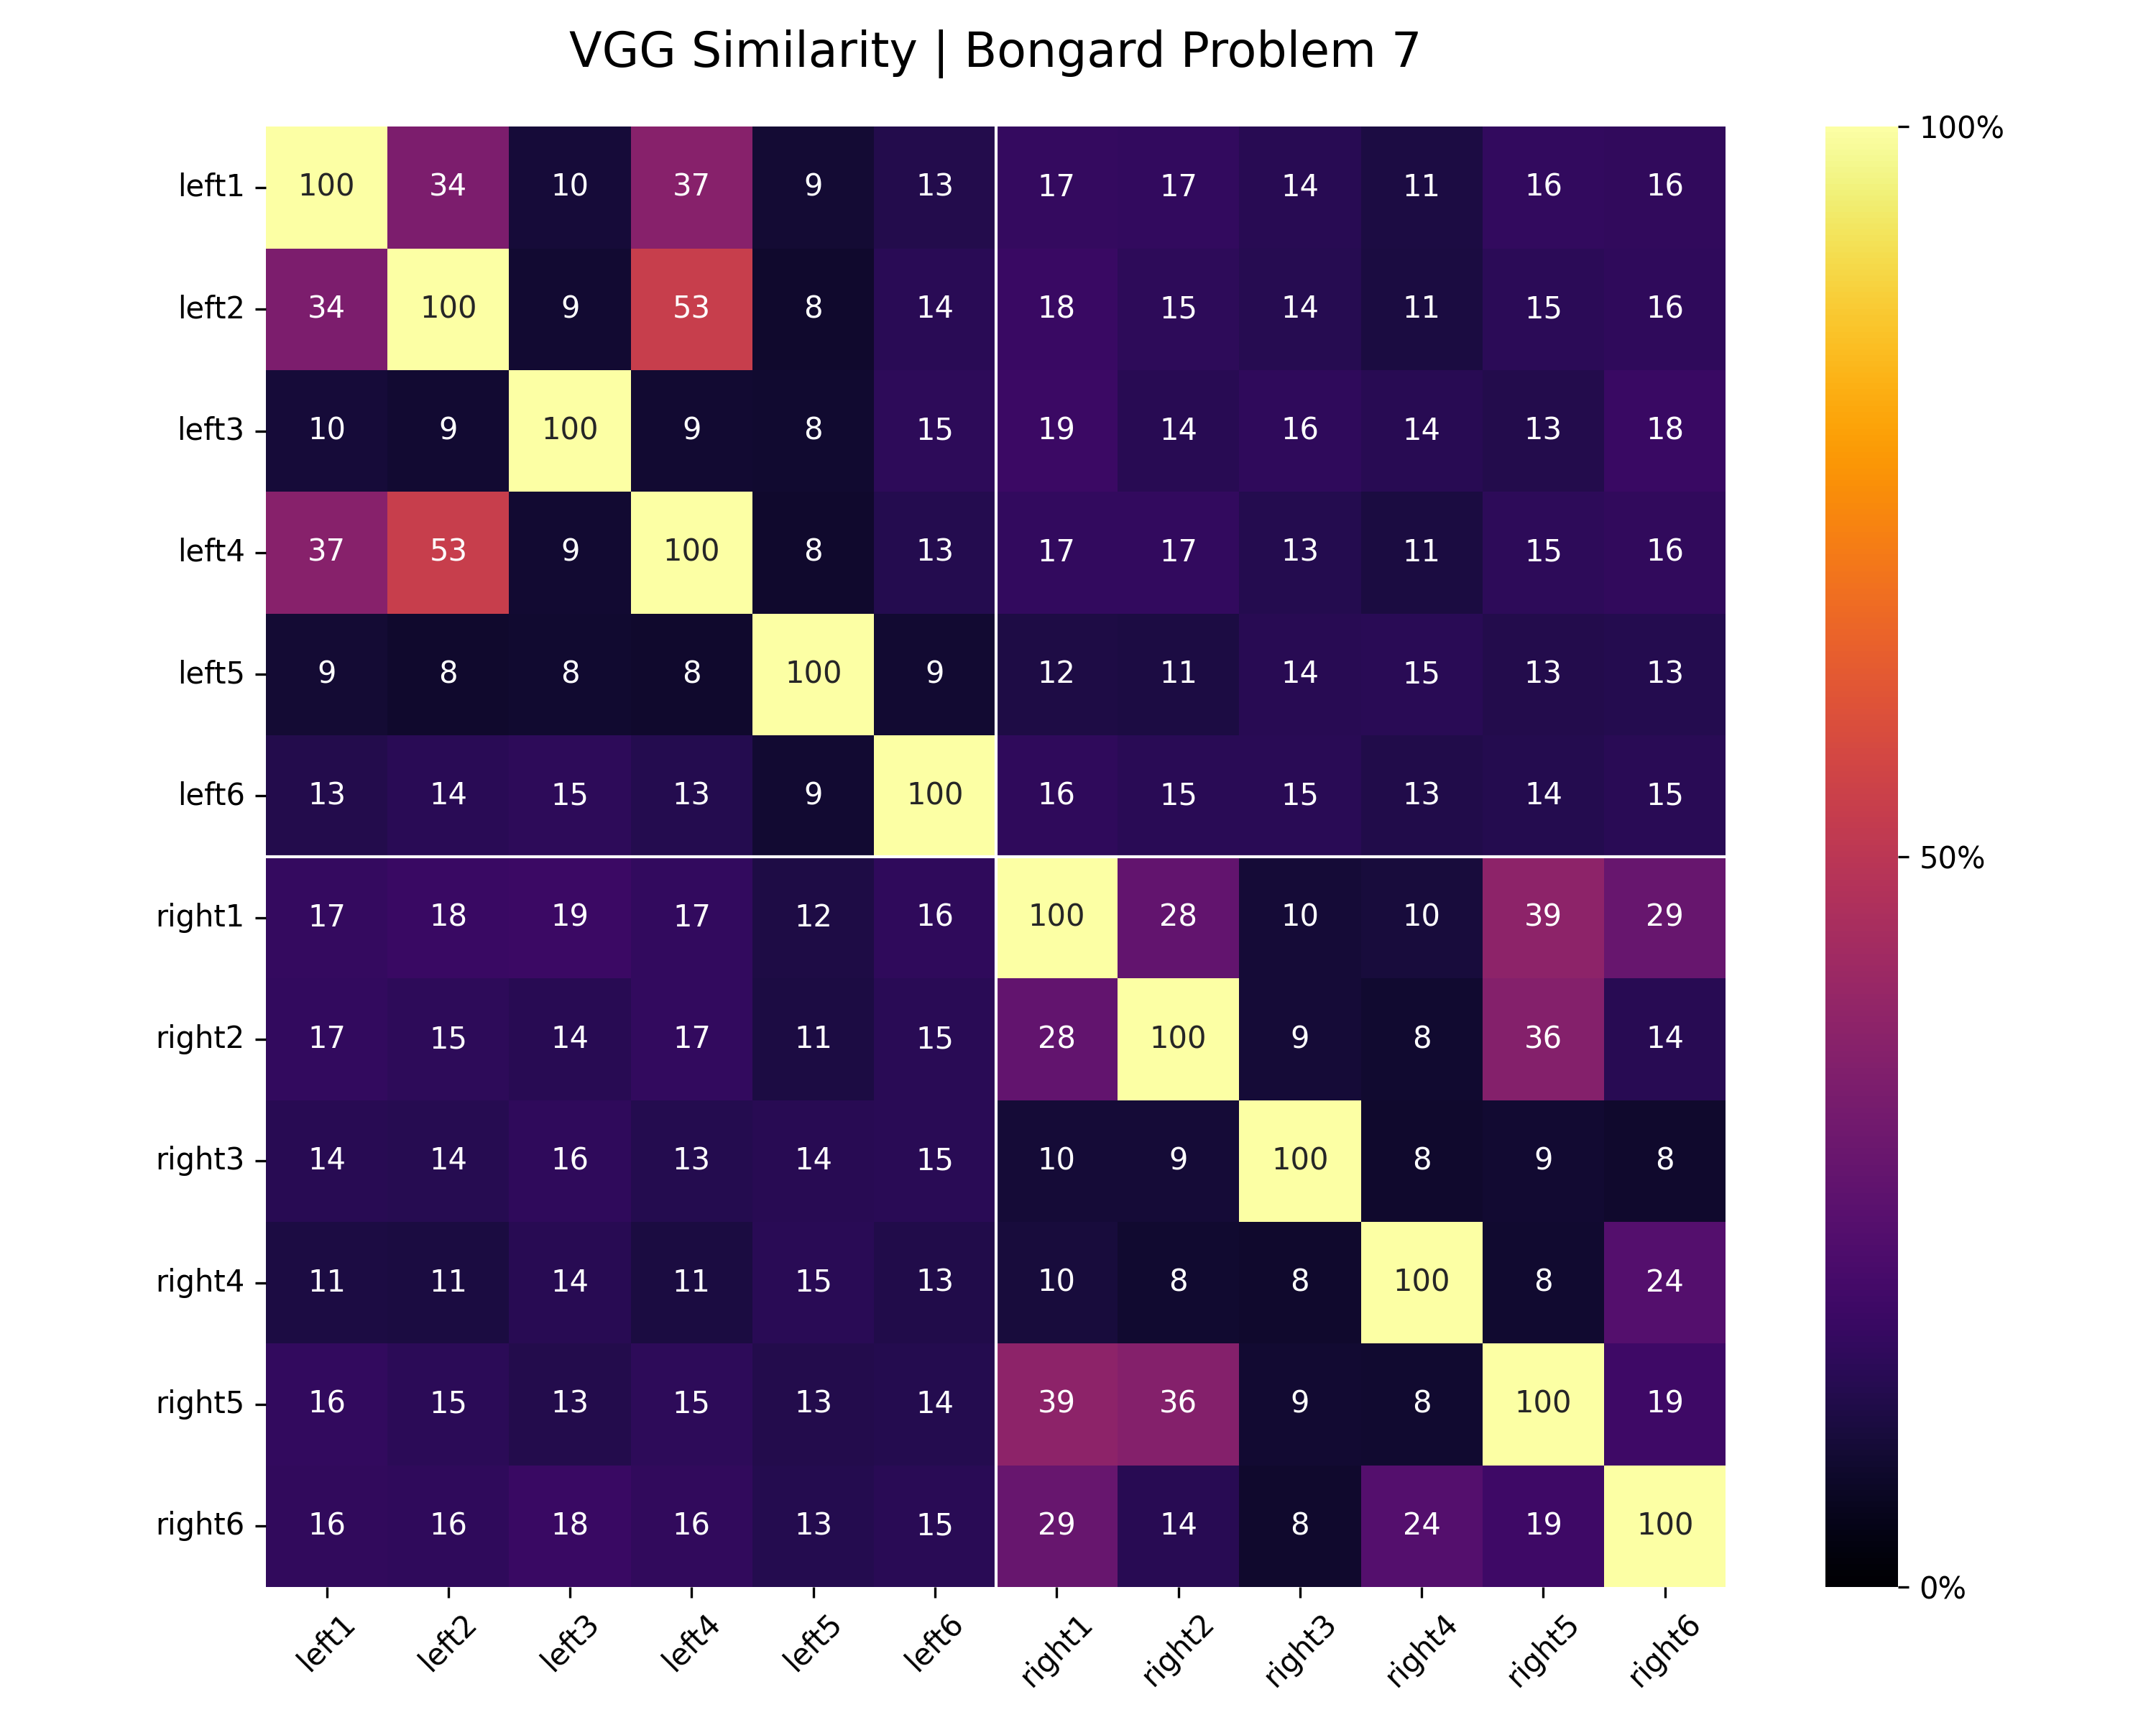 VGG Similarity | Bongard Problem 7
left1 100 34 10 37 9 13 17 17 14 11 16 16
left2 34 100 9 53 8 14 18 15 14 11 15 16
left3 10 9 100 9 8 15 19 14 16 14 13 18
left4 37 53 9 100 8 13 17 17 13 11 15 16
left5 9 8 8 8 100 9 12 11 14 15 13 13
left6 13 14 15 13 9 100 16 15 15 13 14 15
right1 17 18 19 17 12 16 100 28 10 10 39 29
right2 17 15 14 17 11 15 28 100 9 8 36 14
right3 14 14 16 13 14 15 10 9 100 8 9 8
right4 11 11 14 11 15 13 10 8 8 100 8 24
right5 16 15 13 15 13 14 39 36 9 8 100 19
right6 16 16 18 16 13 15 29 14 8 24 19 100
left1 left2 left3 left4 left5 left6 right1 right2 right3 right4 right5 right6
100%
50%
0%